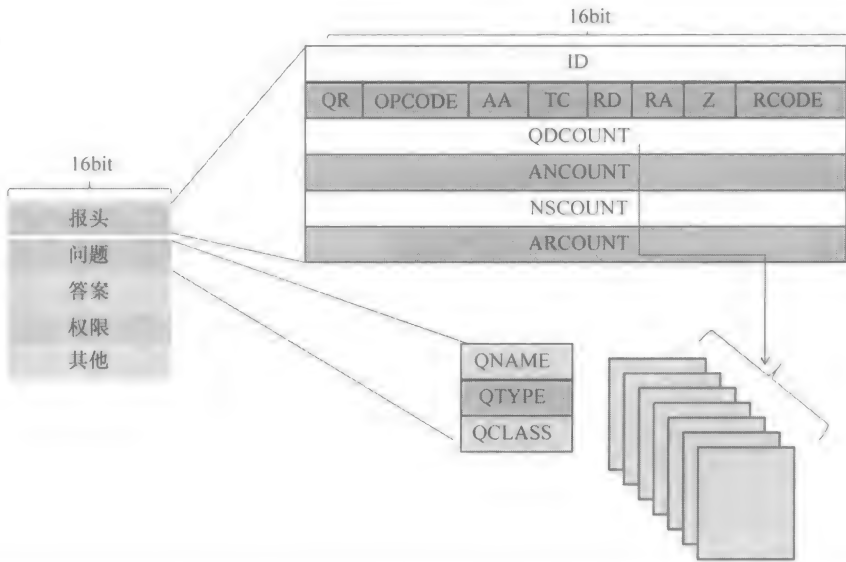 16bit
ID
QR OPCODE AA TC RD RA Z RCODE
QDCOUNT
ANCOUNT
NSCOUNT
ARCOUNT
16bit
报头
问题
答案
权限
其他
QNAME
QTYPE
QCLASS